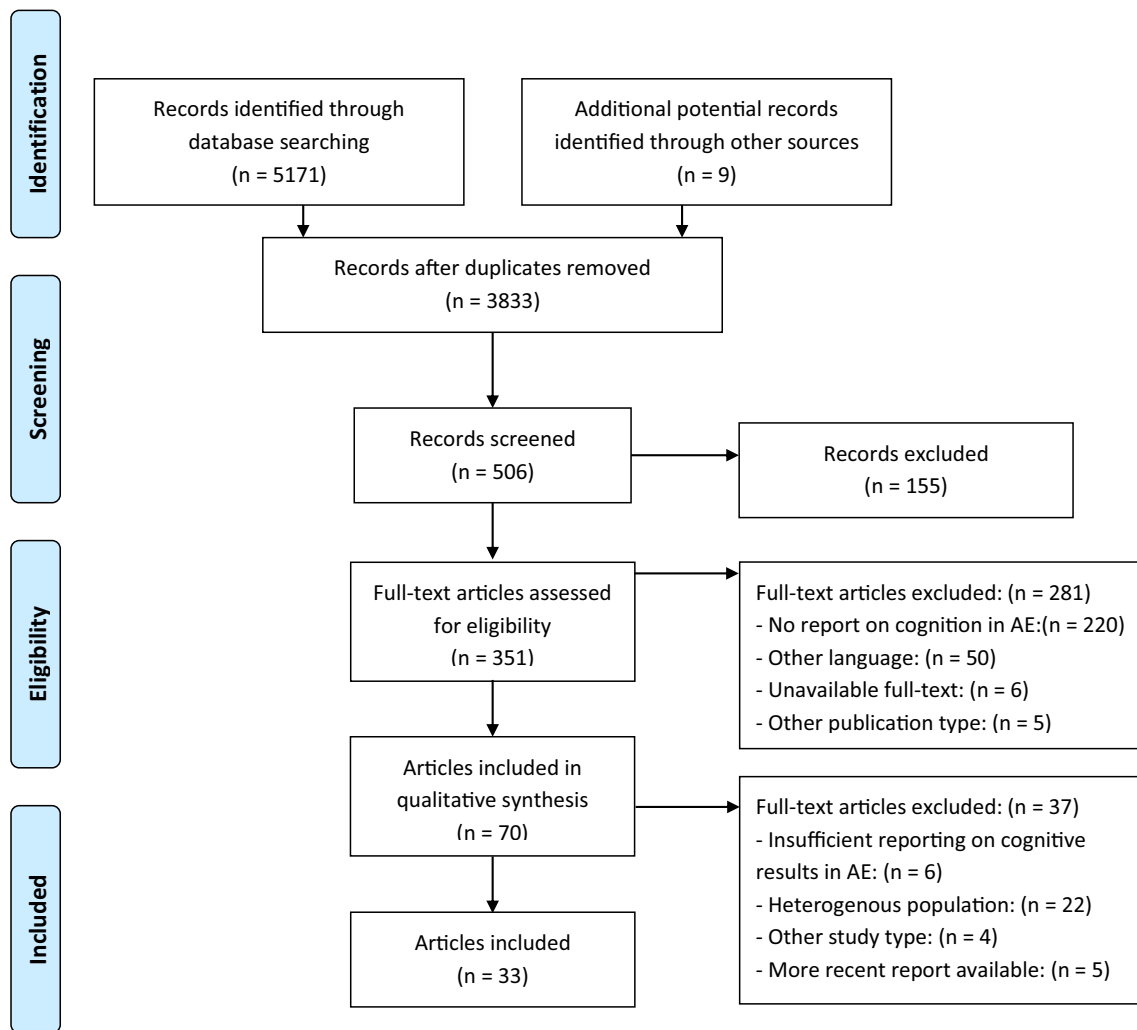 Identification
Records identified through
database searching
(n = 5171)
Additional potential records
identified through other sources
(n = 9)
Records after duplicates removed
(n = 3833)
Screening
Records screened
(n = 506)
Records excluded
(n = 155)
Eligibility
Full-text articles assessed
for eligibility
(n = 351)
Full-text articles excluded: (n = 281)
- No report on cognition in AE:(n = 220)
- Other language: (n = 50)
- Unavailable full-text: (n = 6)
- Other publication type: (n = 5)
Articles included in
qualitative synthesis
(n = 70)
Full-text articles excluded: (n = 37)
- Insufficient reporting on cognitive
results in AE: (n = 6)
- Heterogenous population: (n = 22)
- Other study type: (n = 4)
- More recent report available: (n = 5)
Included
Articles included
(n = 33)